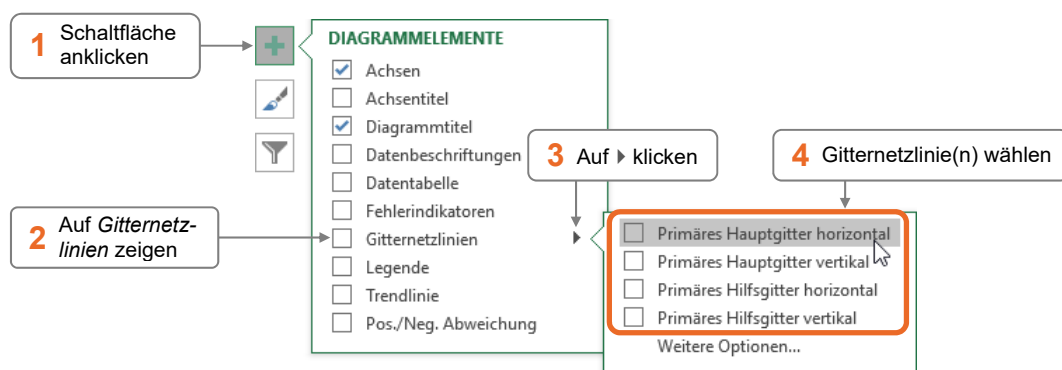 1 Schaltfläche
anklicken
DIAGRAMMELEMENTE
Achsen
Achsentitel
Diagrammtitel
Datenbeschriftungen
Datentabelle
Fehlerindikatoren
Gitternetzlinien
Legende
Trendlinie
Pos./Neg. Abweichung
2 Auf Gitternetz-
linien zeigen
3 Auf ▸ klicken
4 Gitternetzlinie(n) wählen
Primäres Hauptgitter horizontal
Primäres Hauptgitter vertikal
Primäres Hilfsgitter horizontal
Primäres Hilfsgitter vertikal
Weitere Optionen...